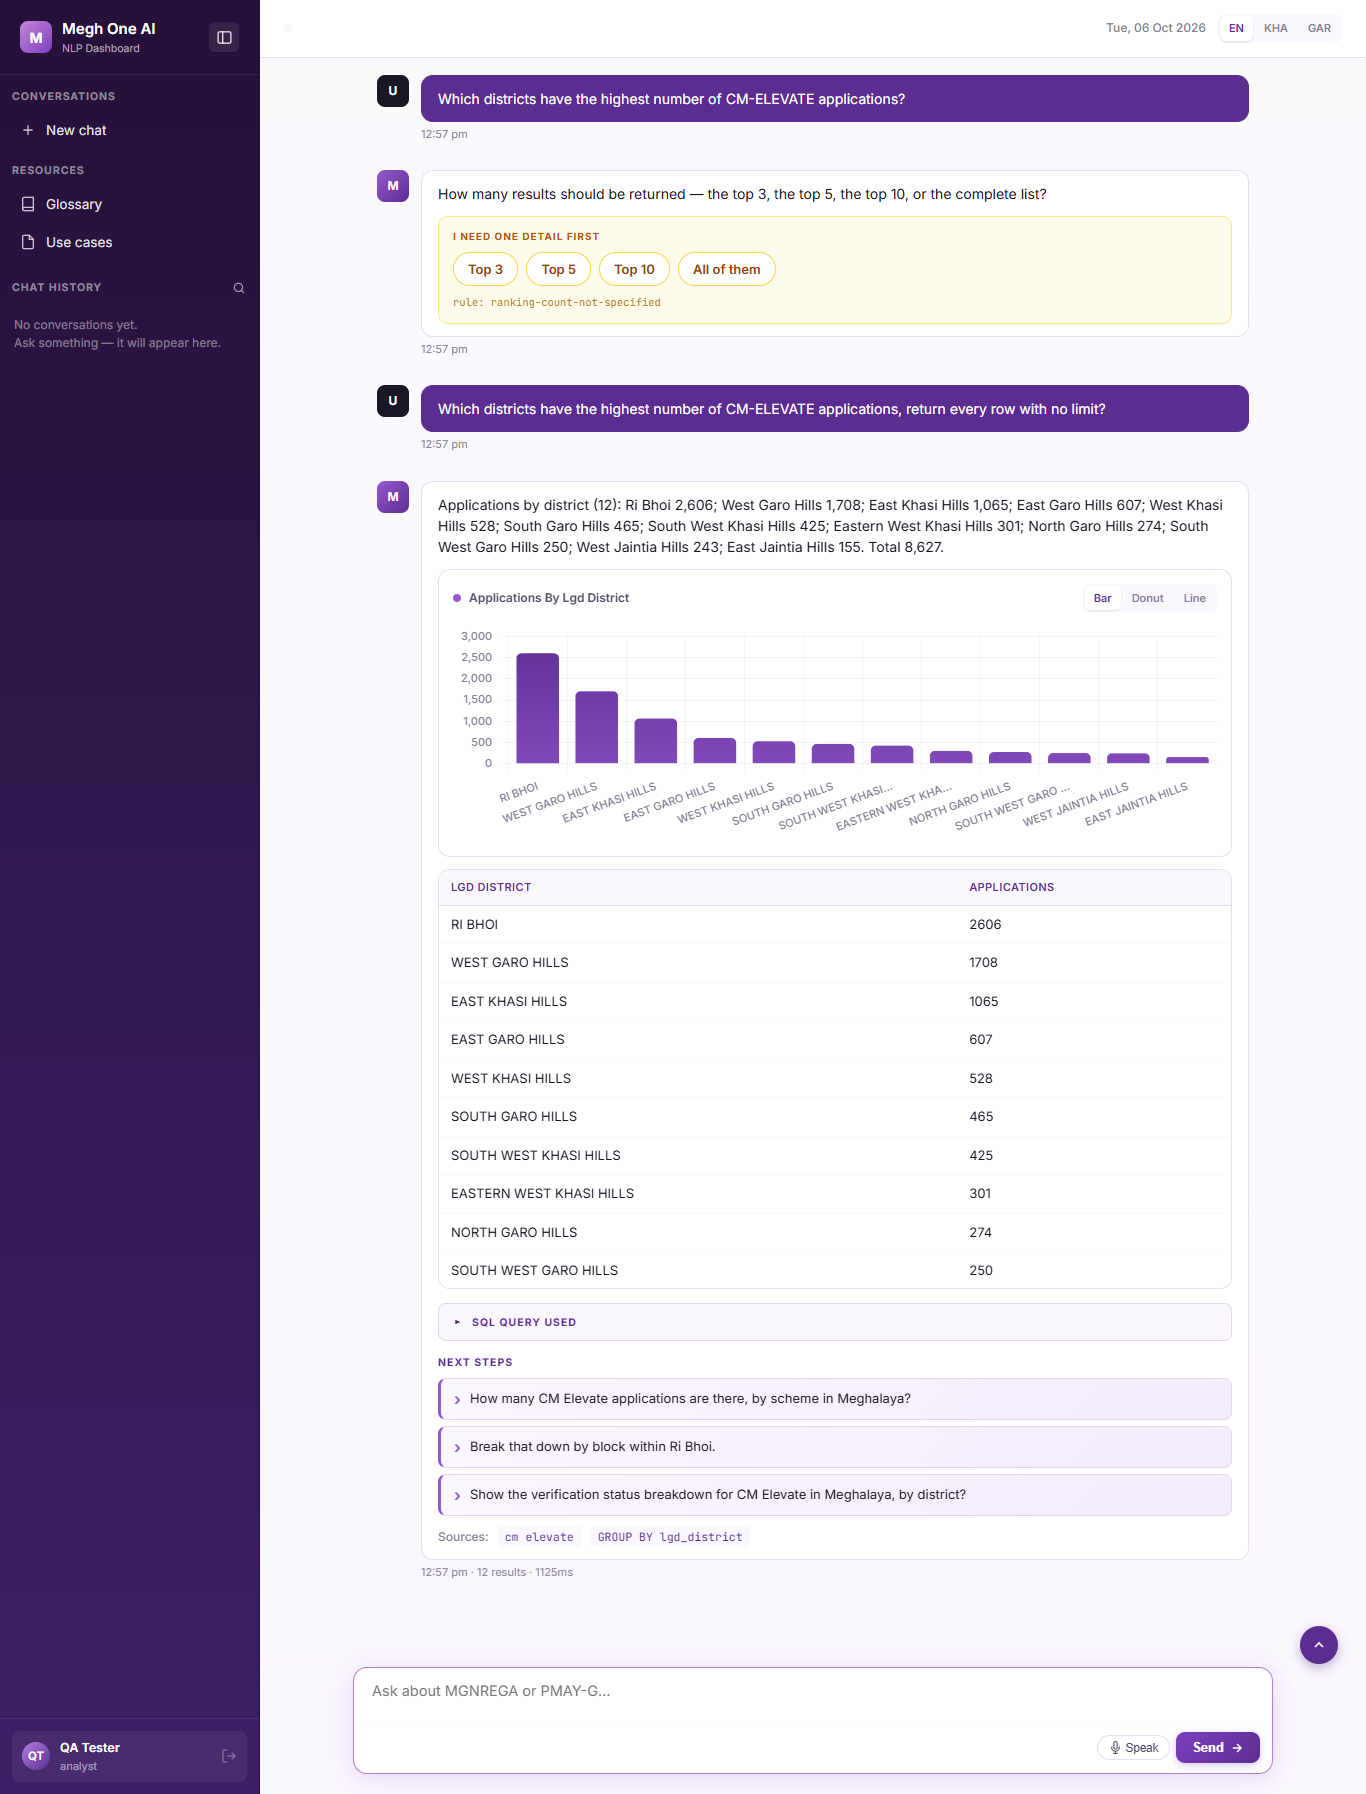 M
Megh One AI
NLP Dashboard
CONVERSATIONS
New chat
RESOURCES
Glossary
Use cases
CHAT HISTORY
No conversations yet.
Ask something — it will appear here.
QT
QA Tester
analyst
Tue, 06 Oct 2026
EN
KHA
GAR
U
Which districts have the highest number of CM-ELEVATE applications?
12:57 pm
M
How many results should be returned — the top 3, the top 5, the top 10, or the complete list?
I NEED ONE DETAIL FIRST
Top 3
Top 5
Top 10
All of them
rule: ranking-count-not-specified
12:57 pm
U
Which districts have the highest number of CM-ELEVATE applications, return every row with no limit?
12:57 pm
M
Applications by district (12): Ri Bhoi 2,606; West Garo Hills 1,708; East Khasi Hills 1,065; East Garo Hills 607; West Khasi
Hills 528; South Garo Hills 465; South West Khasi Hills 425; Eastern West Khasi Hills 301; North Garo Hills 274; South
West Garo Hills 250; West Jaintia Hills 243; East Jaintia Hills 155. Total 8,627.
Applications By Lgd District
Bar
Donut
Line
3,000
2,500
2,000
1,500
1,000
500
0
RI BHOI
WEST GARO HILLS
EAST KHASI HILLS
EAST GARO HILLS
WEST KHASI HILLS
SOUTH GARO HILLS
SOUTH WEST KHASI...
EASTERN WEST KHA...
NORTH GARO HILLS
SOUTH WEST GARO ...
WEST JAINTIA HILLS
EAST JAINTIA HILLS
LGD DISTRICT APPLICATIONS
RI BHOI 2606
WEST GARO HILLS 1708
EAST KHASI HILLS 1065
EAST GARO HILLS 607
WEST KHASI HILLS 528
SOUTH GARO HILLS 465
SOUTH WEST KHASI HILLS 425
EASTERN WEST KHASI HILLS 301
NORTH GARO HILLS 274
SOUTH WEST GARO HILLS 250
SQL QUERY USED
NEXT STEPS
How many CM Elevate applications are there, by scheme in Meghalaya?
Break that down by block within Ri Bhoi.
Show the verification status breakdown for CM Elevate in Meghalaya, by district?
Sources: cm elevate GROUP BY lgd_district
12:57 pm · 12 results · 1125ms
Ask about MGNREGA or PMAY-G...
Speak
Send →